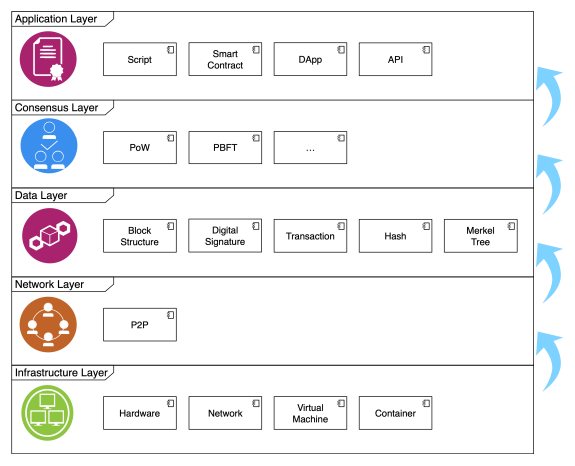 Application Layer
Script
Smart
Contract
DApp
API
Consensus Layer
PoW
PBFT
...
Data Layer
Block
Structure
Digital
Signature
Transaction
Hash
Merkel
Tree
Network Layer
P2P
Infrastructure Layer
Hardware
Network
Virtual
Machine
Container